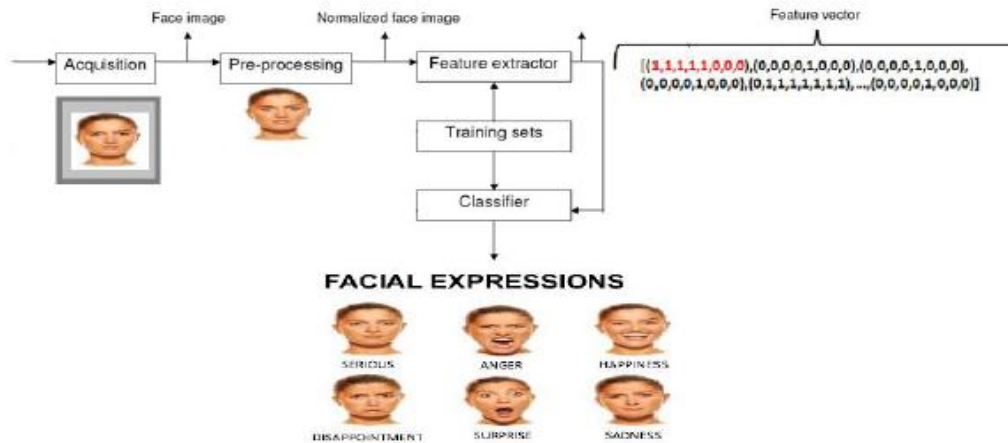 Face image
Normalized face image
Feature vector
Acquisition
Pre-processing
Feature extractor
[(1,1,1,1,1,0,0,0),(0,0,0,0,1,0,0,0),(0,0,0,0,1,0,0,0),
(0,0,0,0,1,0,0,0),(0,1,1,1,1,1,1,1),...,(0,0,0,0,1,0,0,0)]
Training sets
Classifier
FACIAL EXPRESSIONS
SERIOUS
ANGER
HAPPINESS
DISAPPOINTMENT
SURPRISE
SADNESS